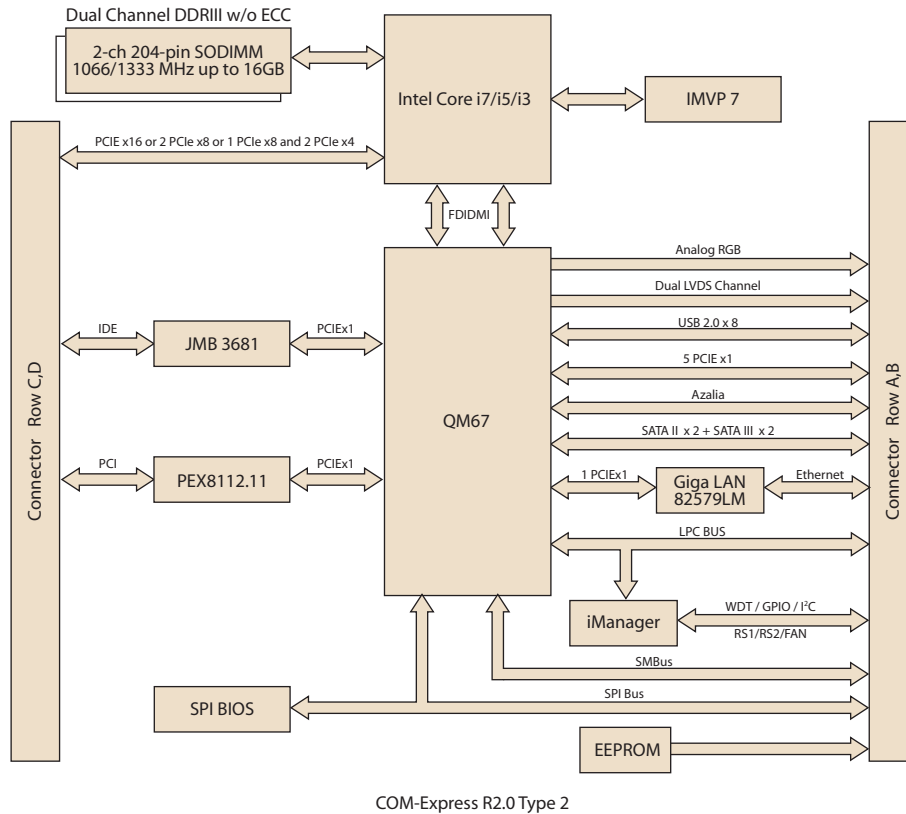 Dual Channel DDRIII w/o ECC
2-ch 204-pin SODIMM
1066/1333 MHz up to 16GB
Intel Core i7/i5/i3
IMVP 7
PCIE x16 or 2 PCIe x8 or 1 PCIe x8 and 2 PCIe x4
FDIDMI
Connector Row C,D
Connector Row A,B
QM67
Analog RGB
Dual LVDS Channel
USB 2.0 x 8
5 PCIE x1
Azalia
SATA II x 2 + SATA III x 2
IDE
JMB 3681
PCIEx1
PCI
PEX8112.11
PCIEx1
1 PCIEx1
Giga LAN
82579LM
Ethernet
LPC BUS
iManager
WDT / GPIO / I²C
RS1/RS2/FAN
SMBus
SPI Bus
SPI BIOS
EEPROM
COM-Express R2.0 Type 2